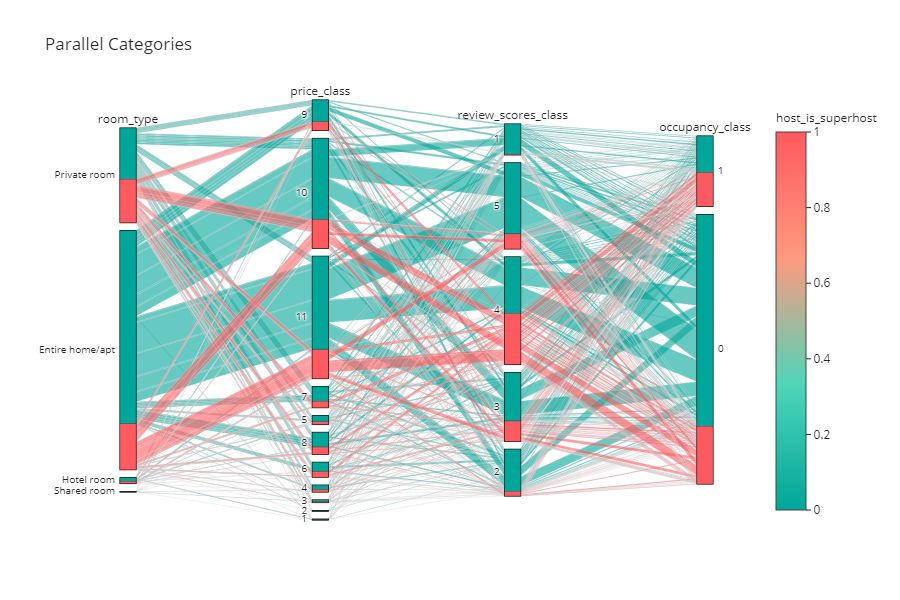 Parallel Categories
room_type
Private room
Entire home/apt
Hotel room
Shared room
price_class
9
10
11
7
5
8
6
4
3
2
1
review_scores_class
1
5
4
3
2
occupancy_class
1
0
host_is_superhost
1
0.8
0.6
0.4
0.2
0